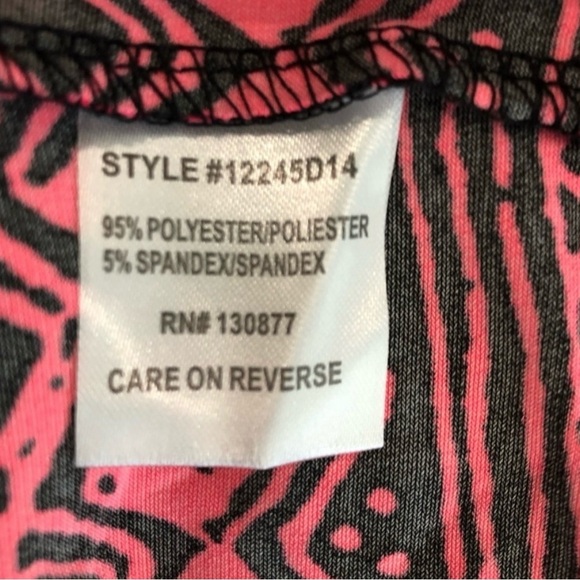 STYLE #12245D14
95% POLYESTER/POLIESTER
5% SPANDEX/SPANDEX
RN# 130877
CARE ON REVERSE